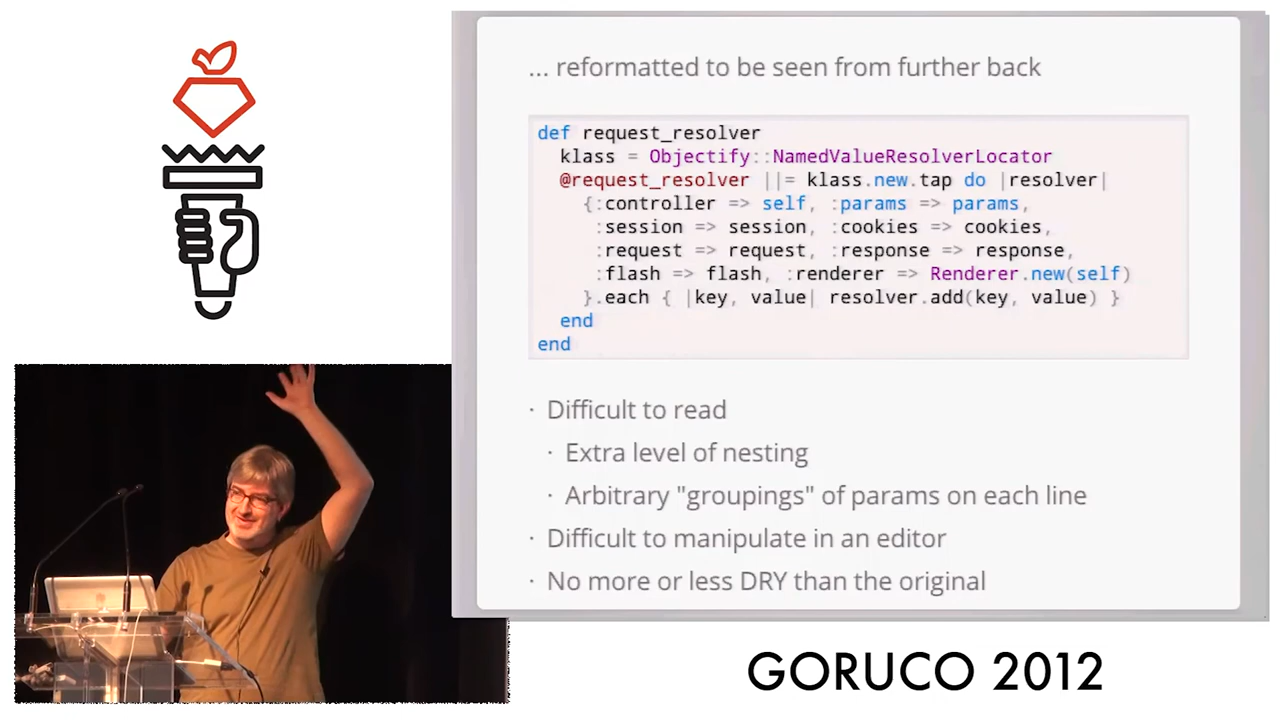 ... reformatted to be seen from further back
def request_resolver
klass = Objectify::NamedValueResolverLocator
@request_resolver ||= klass.new.tap do |resolver|
{:controller => self, :params => params,
:session => session, :cookies => cookies,
:request => request, :response => response,
:flash => flash, :renderer => Renderer.new(self)
}.each { |key, value| resolver.add(key, value) }
end
end
· Difficult to read
· Extra level of nesting
· Arbitrary "groupings" of params on each line
· Difficult to manipulate in an editor
· No more or less DRY than the original
GORUCO 2012